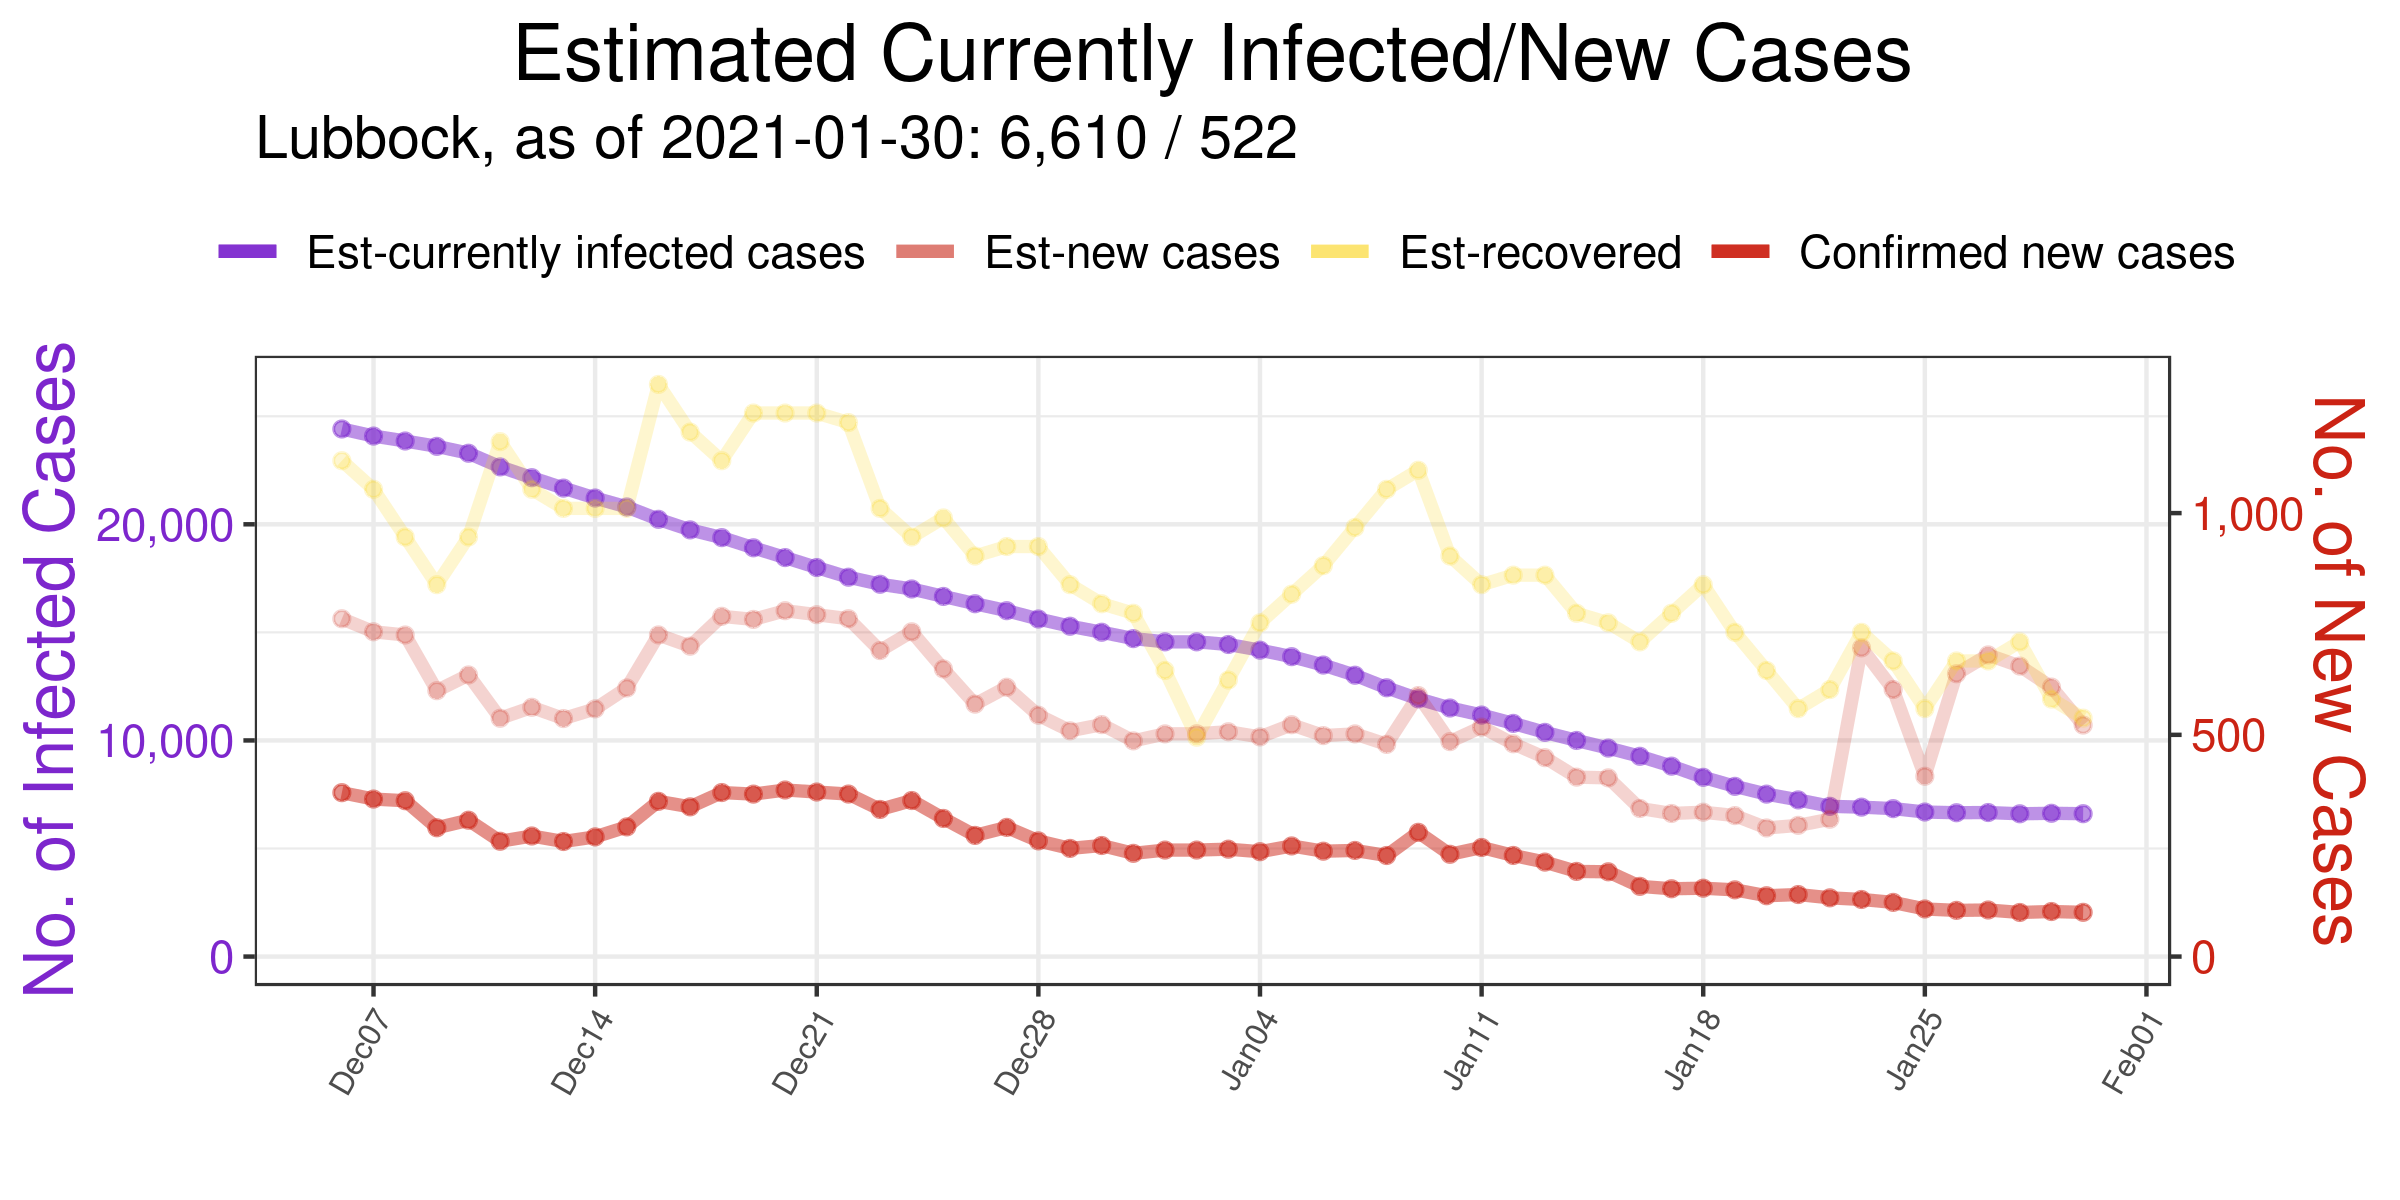 Estimated Currently Infected/New Cases
Lubbock, as of 2021-01-30: 6,610 / 522
Est-currently infected cases Est-new cases Est-recovered Confirmed new cases
No. of Infected Cases
20,000
10,000
0
1,000
500
0
No. of New Cases
Dec07 Dec14 Dec21 Dec28 Jan04 Jan11 Jan18 Jan25 Feb01